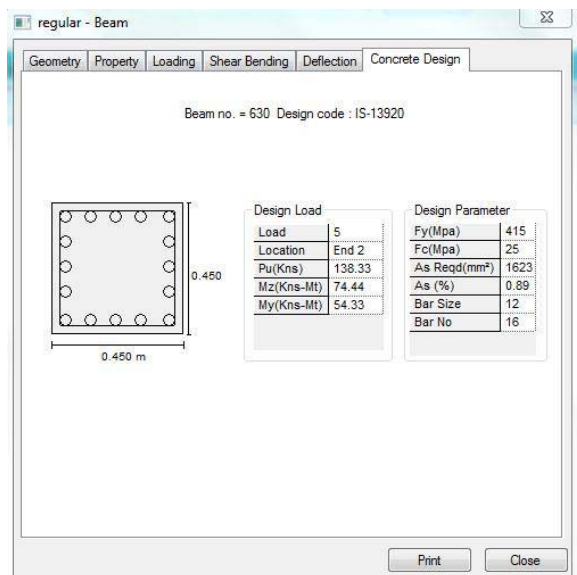 regular - Beam
Geometry Property Loading Shear Bending Deflection Concrete Design
Beam no. = 630 Design code : IS-13920
0.450
0.450 m
Design Load
Load 5
Location End 2
Pu(Kns) 138.33
Mz(Kns-Mt) 74.44
My(Kns-Mt) 54.33
Design Parameter
Fy(Mpa) 415
Fc(Mpa) 25
As Reqd(mm²) 1623
As (%) 0.89
Bar Size 12
Bar No 16
Print Close